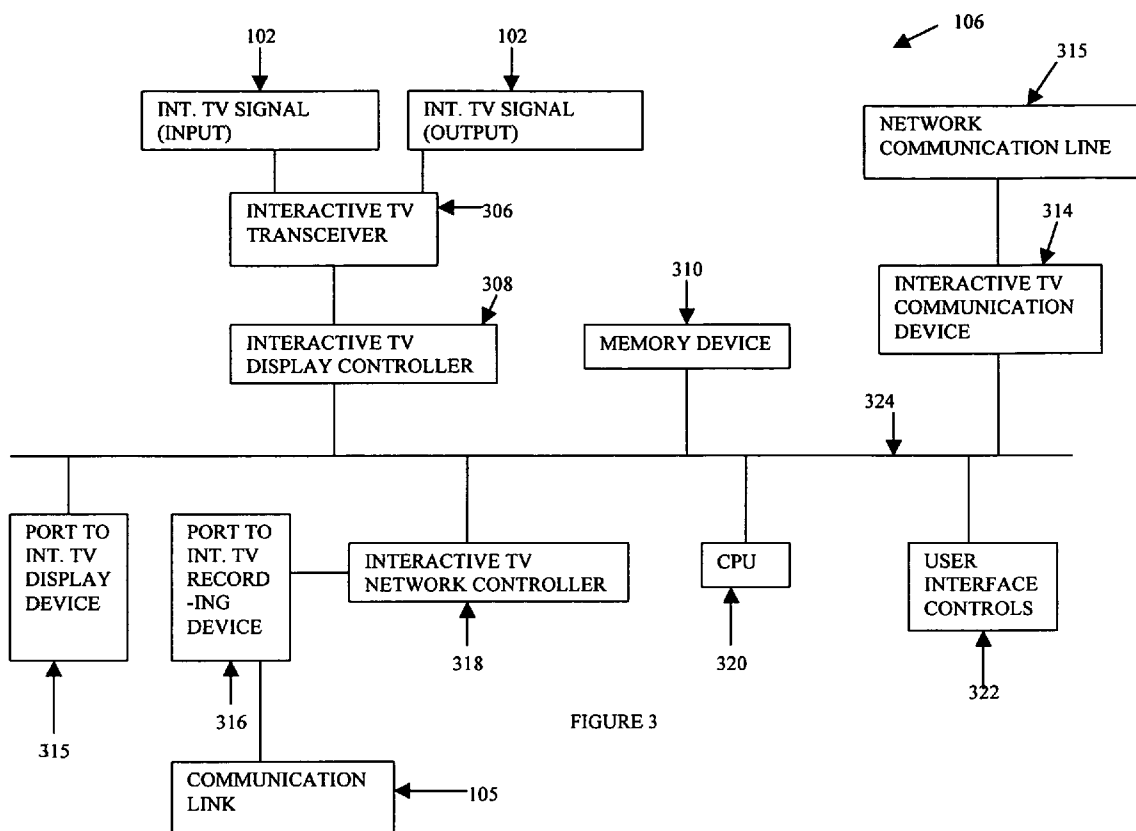 102
102
106
315
INT. TV SIGNAL
(INPUT)
INT. TV SIGNAL
(OUTPUT)
NETWORK
COMMUNICATION LINE
INTERACTIVE TV
TRANSCEIVER
306
314
308
310
INTERACTIVE TV
COMMUNICATION
DEVICE
INTERACTIVE TV
DISPLAY CONTROLLER
MEMORY DEVICE
324
PORT TO
INT. TV
DISPLAY
DEVICE
PORT TO
INT. TV
RECORD
-ING
DEVICE
INTERACTIVE TV
NETWORK CONTROLLER
CPU
USER
INTERFACE
CONTROLS
318
320
322
316
315
FIGURE 3
COMMUNICATION
LINK
105